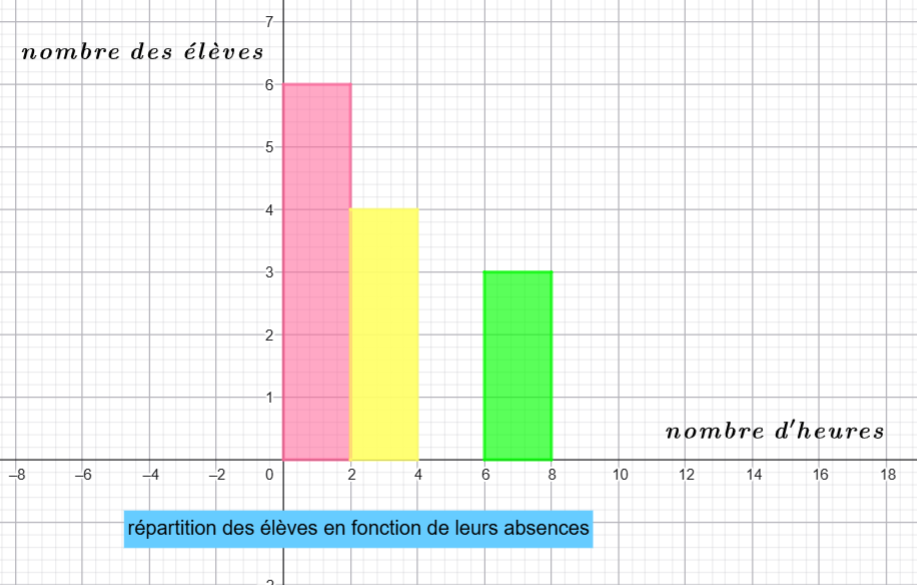 7
nombre des élèves
6
5
4
3
2
1
nombre d'heures
−8 −6 −4 −2 0 2 4 6 8 10 12 14 16 18
répartition des élèves en fonction de leurs absences